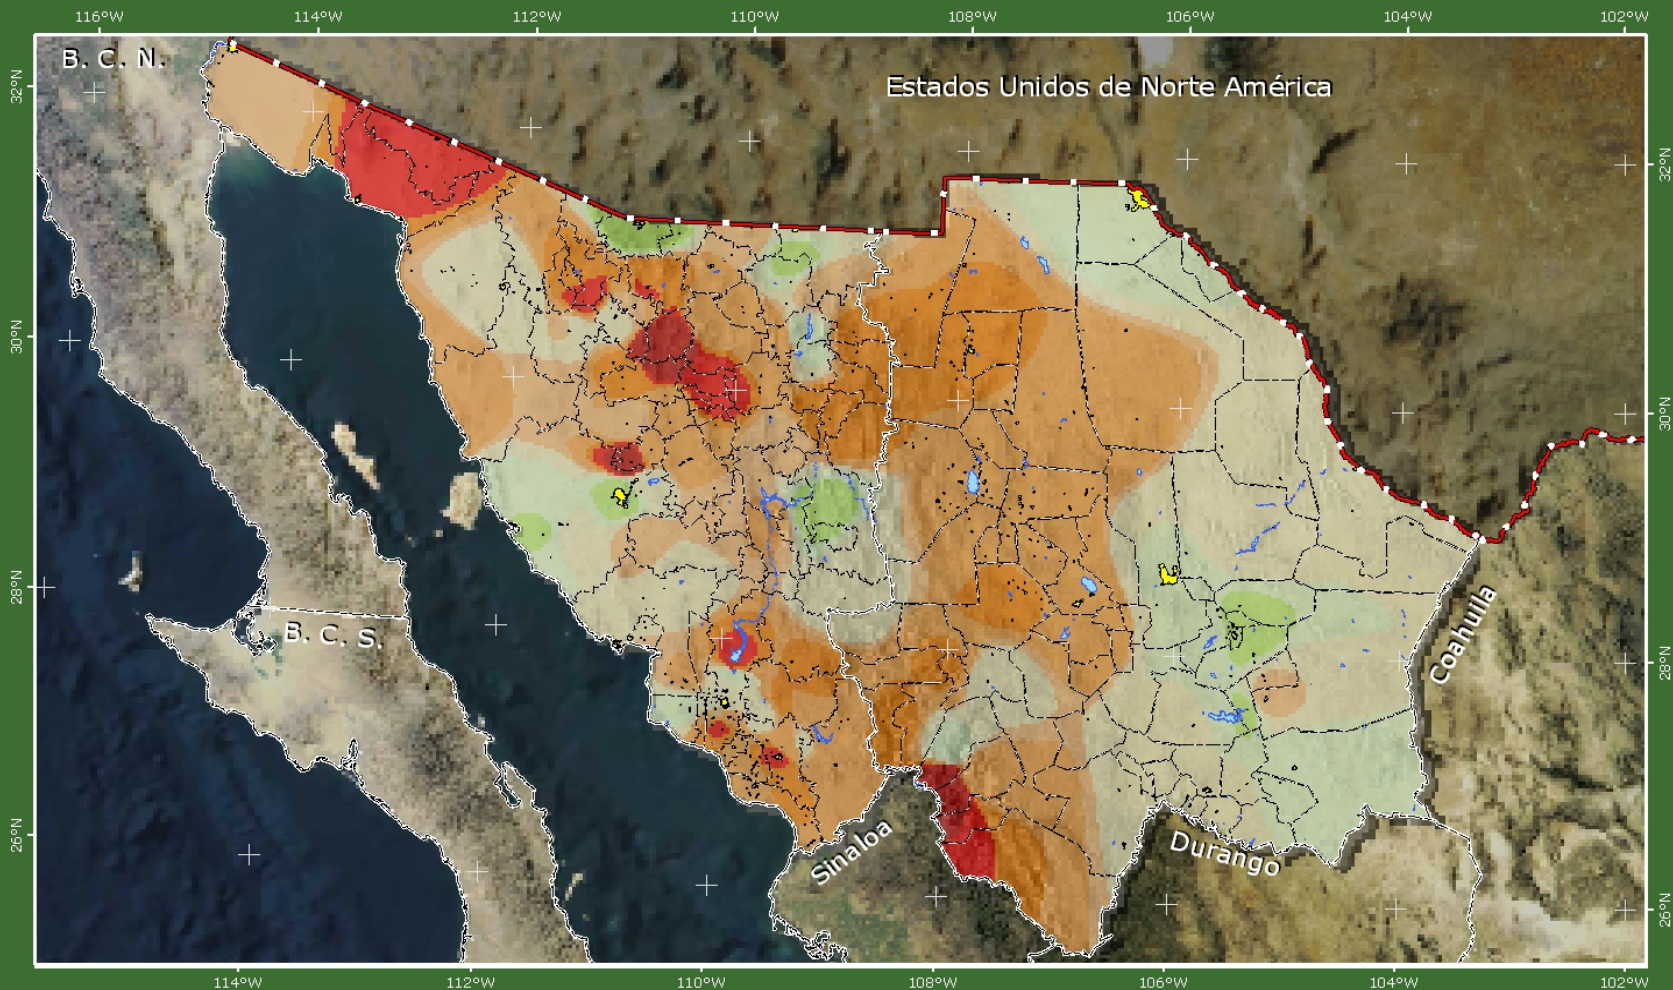 116°W 114°W 112°W 110°W 108°W 106°W 104°W 102°W
B. C. N.
Estados Unidos de Norte América
32°N
32°N
30°N
30°N
28°N
28°N
B. C. S.
Coahuila
26°N
26°N
Sinaloa
Durango
114°W 112°W 110°W 108°W 106°W 104°W 102°W